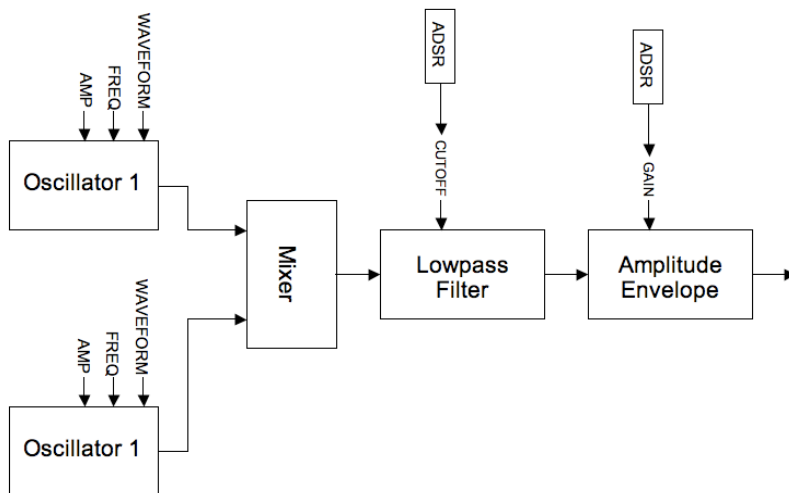 AMP
FREQ
WAVEFORM
Oscillator 1
AMP
FREQ
WAVEFORM
Oscillator 1
Mixer
ADSR
CUTOFF
Lowpass
Filter
ADSR
GAIN
Amplitude
Envelope